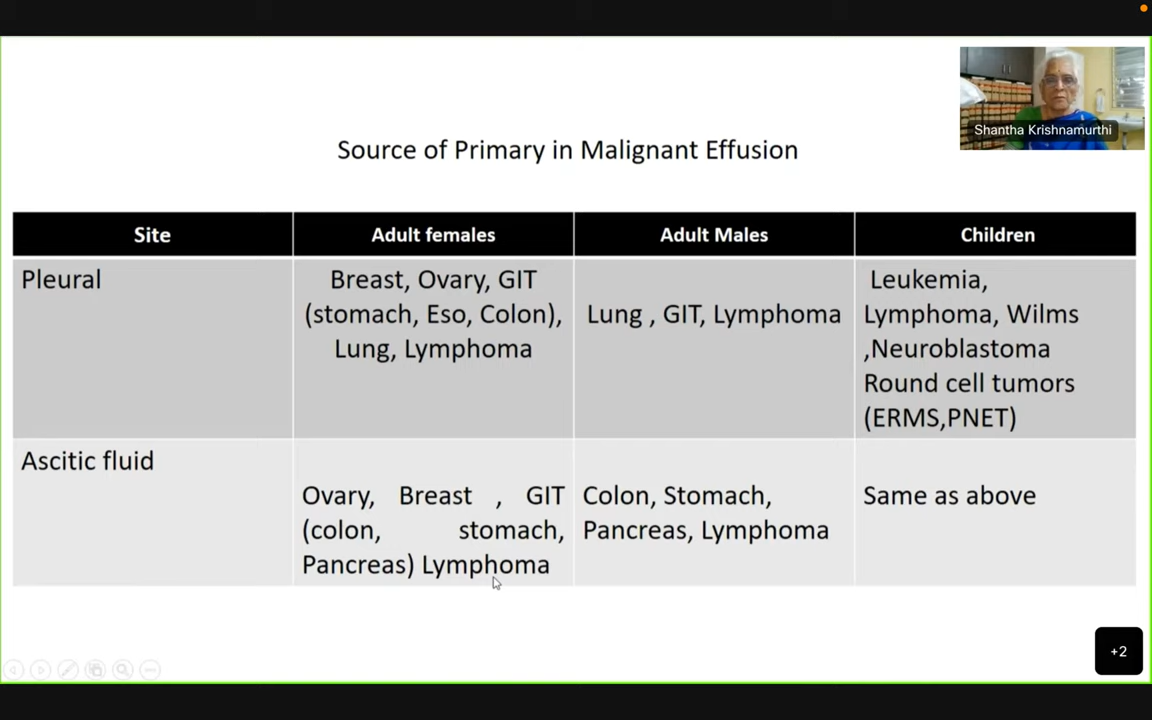 Shantha Krishnamurthi
Source of Primary in Malignant Effusion
Site
Adult females
Adult Males
Children
Pleural
Breast, Ovary, GIT
(stomach, Eso, Colon),
Lung, Lymphoma
Lung , GIT, Lymphoma
Leukemia,
Lymphoma, Wilms
,Neuroblastoma
Round cell tumors
(ERMS,PNET)
Ascitic fluid
Ovary, Breast , GIT
(colon, stomach,
Pancreas) Lymphoma
Colon, Stomach,
Pancreas, Lymphoma
Same as above
+2